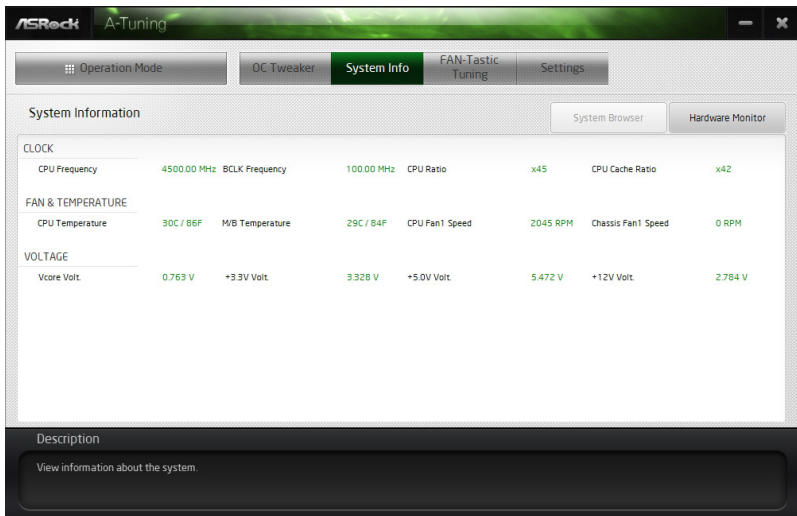 ASRock A-Tuning
Operation Mode OC Tweaker System Info FAN-Tastic Tuning Settings
System Information System Browser Hardware Monitor
CLOCK
CPU Frequency 4500.00 MHz BCLK Frequency 100.00 MHz CPU Ratio x45 CPU Cache Ratio x42
FAN & TEMPERATURE
CPU Temperature 30C / 86F M/B Temperature 29C / 84F CPU Fan1 Speed 2045 RPM Chassis Fan1 Speed 0 RPM
VOLTAGE
Vcore Volt. 0.763 V +3.3V Volt. 3.328 V +5.0V Volt. 5.472 V +12V Volt. 2.784 V
Description
View information about the system.